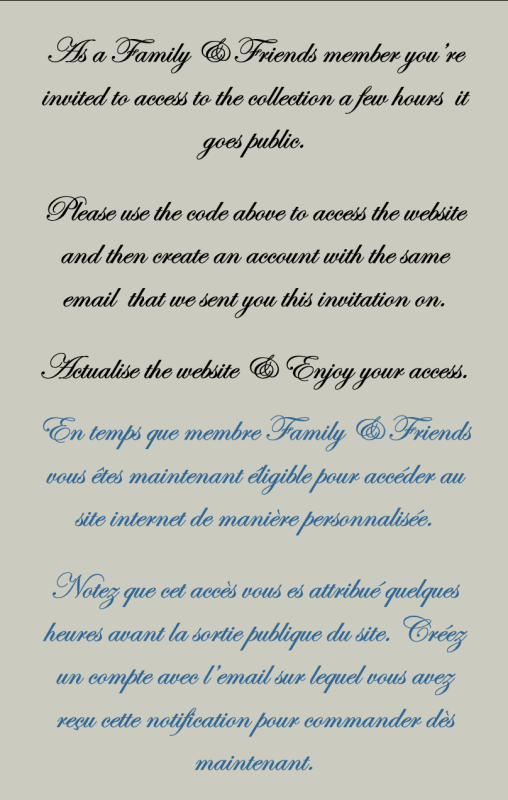 As a Family & Friends member you're
invited to access to the collection a few hours it
goes public.
Please use the code above to access the website
and then create an account with the same
email that we sent you this invitation on.
Actualise the website & Enjoy your access.
En temps que membre Family & Friends
vous êtes maintenant éligible pour accéder au
site internet de manière personnalisée.
Notez que cet accès vous es attribué quelques
heures avant la sortie publique du site. Créez
un compte avec l'email sur lequel vous avez
reçu cette notification pour commander dès
maintenant.